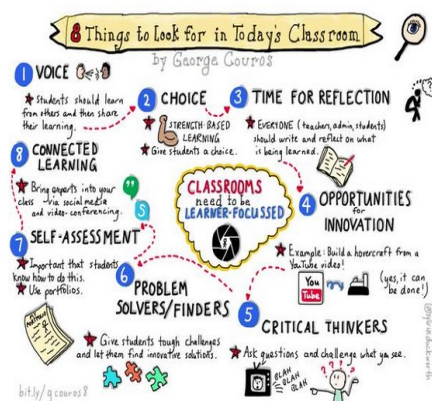 8 Things to look for in Today's Classroom
by George Couros
1 VOICE
★ Students should learn
from others and then share
their learning.
2 CHOICE
★ STRENGTH-BASED
LEARNING
★ Give students a choice.
3 TIME FOR REFLECTION
★ EVERYONE (teachers, admin, students)
should write and reflect on what
is being learned.
CLASSROOMS
need to be
LEARNER-FOCUSSED
4 OPPORTUNITIES
for
INNOVATION
★ Example: Build a hovercraft from a
YouTube video!
You
Tube
(yes, it can
be done!)
5 CRITICAL THINKERS
★ Ask questions and challenge what you see.
BLAH
BLAH
BLAH
? ? ? ?
6 PROBLEM
SOLVERS/FINDERS
★ Give students tough challenges
and let them find innovative solutions.
7 SELF-ASSESSMENT
★ Important that students
know how to do this.
★ Use portfolios.
8 CONNECTED
LEARNING
★ Bring experts into your
class via social media
and video-conferencing.
S
?
bit.ly/gcouros8
@sylviaduckworth